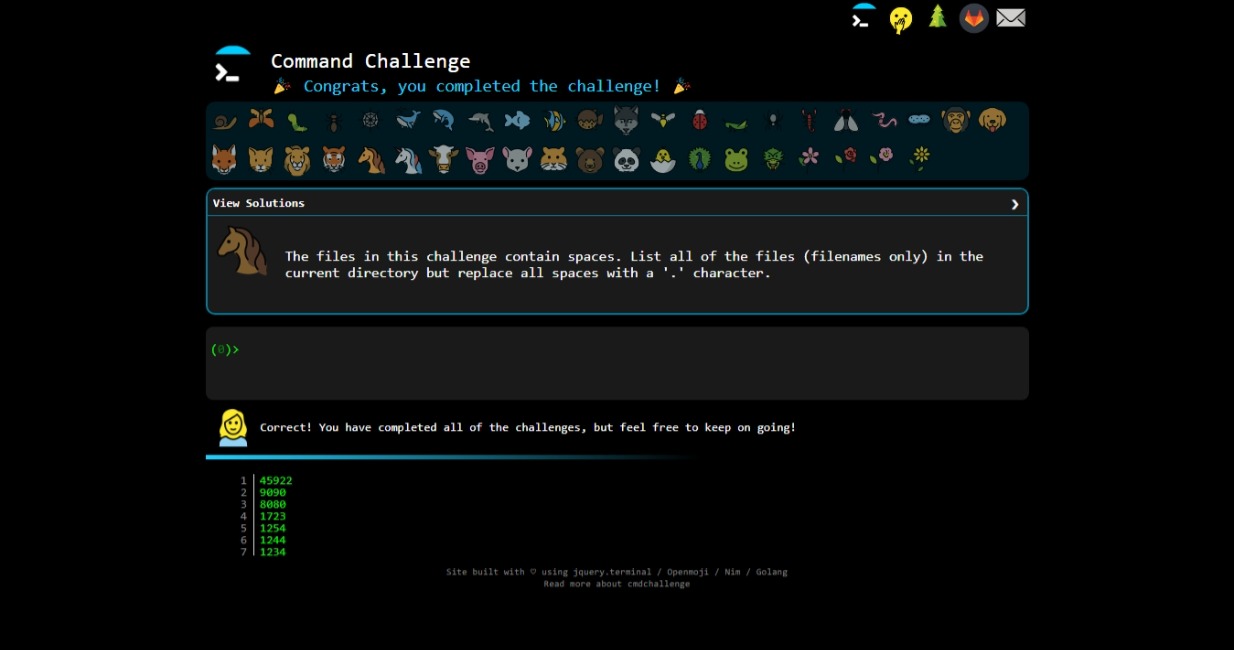 Command Challenge
🎉 Congrats, you completed the challenge! 🎉
View Solutions ❯
The files in this challenge contain spaces. List all of the files (filenames only) in the
current directory but replace all spaces with a '.' character.
(0)>
Correct! You have completed all of the challenges, but feel free to keep on going!
1 45922
2 9090
3 8080
4 1723
5 1254
6 1244
7 1234
Site built with ♡ using jquery.terminal / Openmoji / Nim / Golang
Read more about cmdchallenge